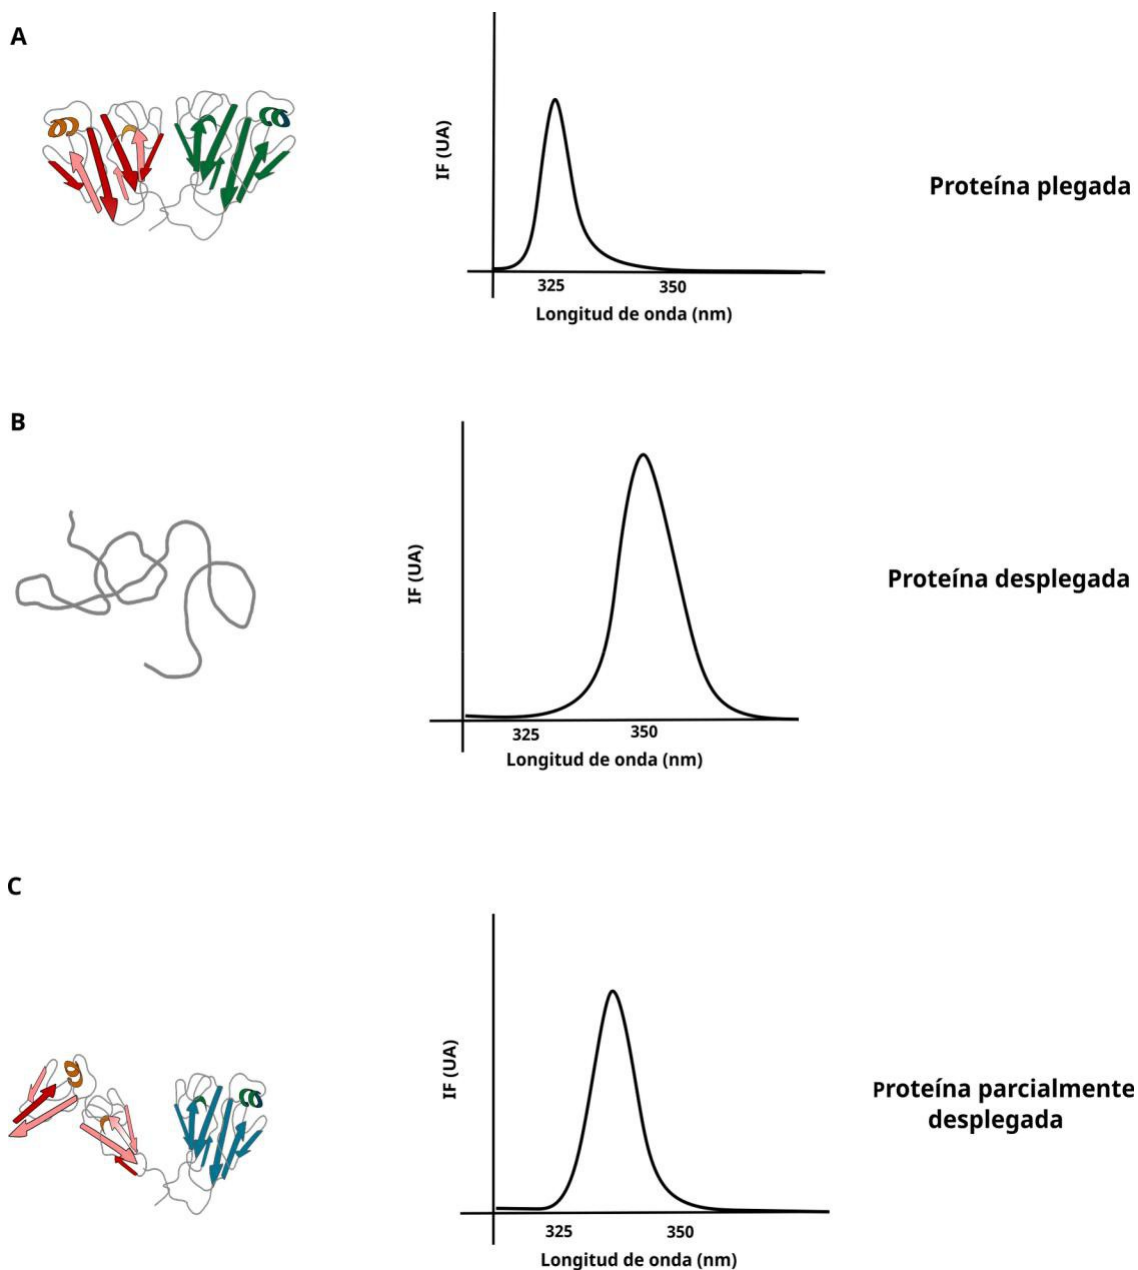 A
IF (UA)
325
350
Longitud de onda (nm)
Proteína plegada
B
IF (UA)
325
350
Longitud de onda (nm)
Proteína desplegada
C
IF (UA)
325
350
Longitud de onda (nm)
Proteína parcialmente
desplegada